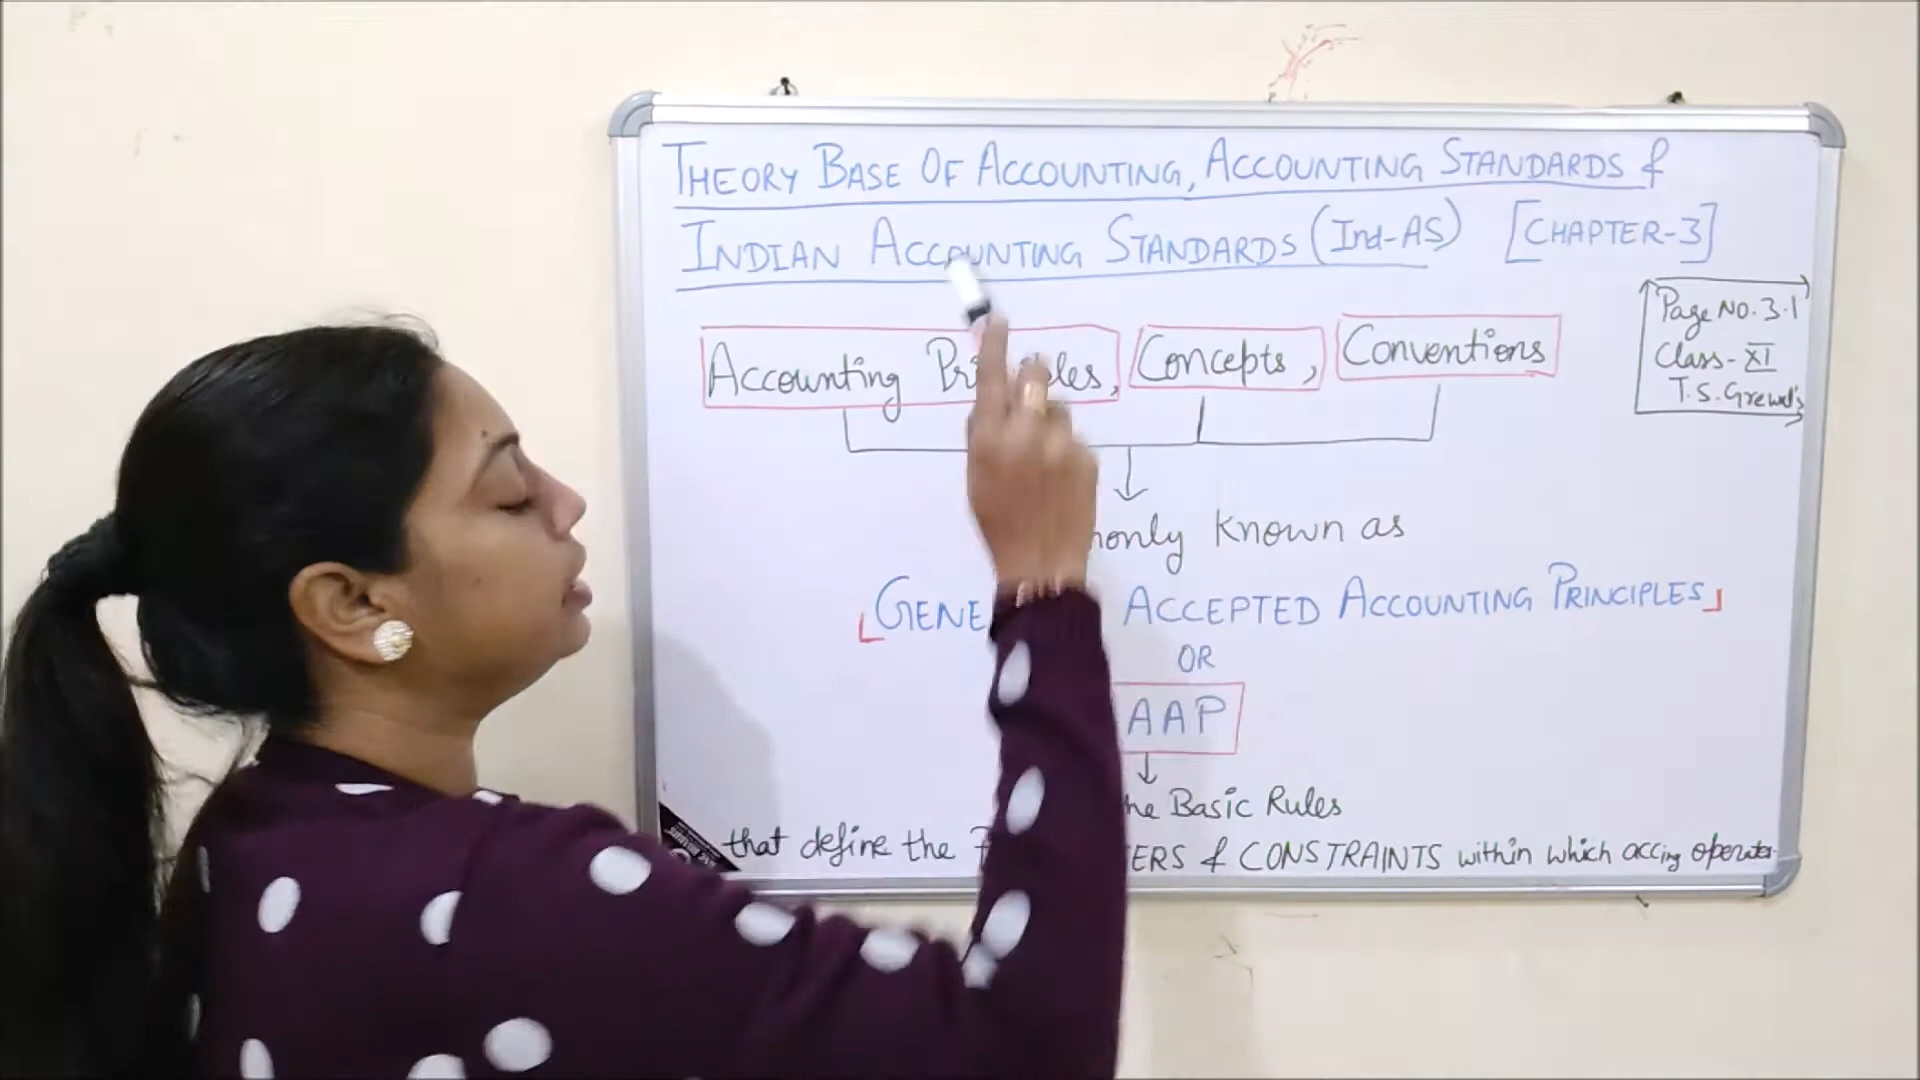 THEORY BASE OF ACCOUNTING, ACCOUNTING STANDARDS &
INDIAN ACCOUNTING STANDARDS (Ind-AS) [CHAPTER-3]
Page No. 3.1
Class-XI
T.S. Grewal's
Accounting Concepts, Conventions
Known as
ACCEPTED ACCOUNTING PRINCIPLES
OR
AAP
Basic Rules
that define the & CONSTRAINTS within which accing operates